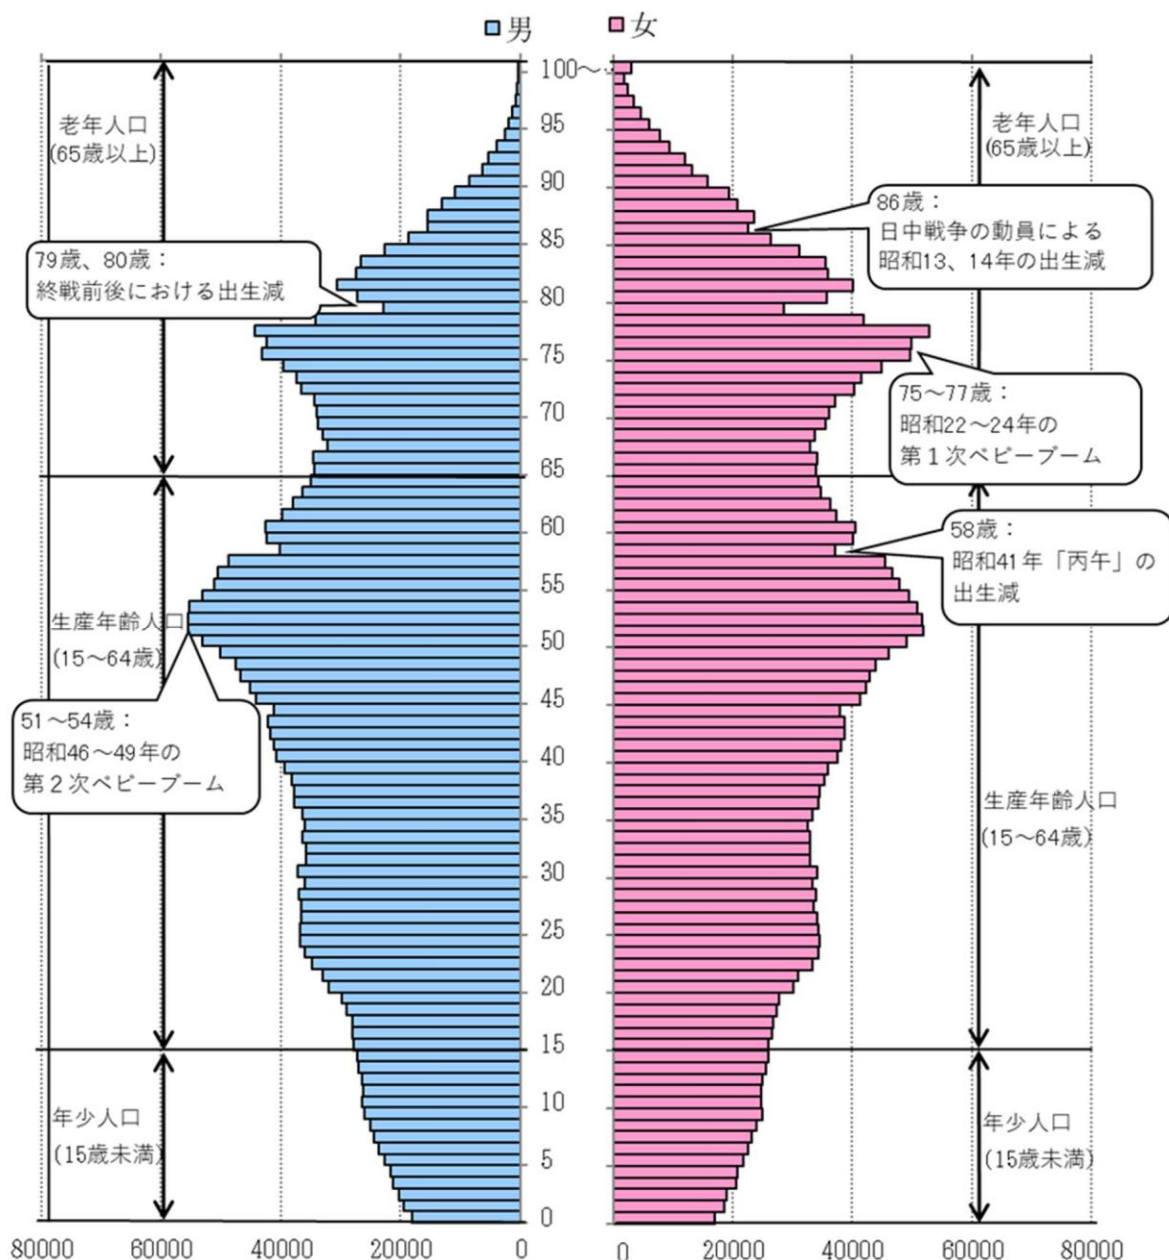 男
女
老年人口
(65歳以上)
100～..
95
90
85
80
75
70
65
60
55
50
45
40
35
30
25
20
15
10
5
0
老年人口
(65歳以上)
86歳：
日中戦争の動員による
昭和13、14年の出生減
79歳、80歳：
終戦前後における出生減
75～77歳：
昭和22～24年の
第１次ベビーブーム
58歳：
昭和41年「丙午」の
出生減
生産年齢人口
(15～64歳)
51～54歳：
昭和46～49年の
第２次ベビーブーム
生産年齢人口
(15～64歳)
年少人口
(15歳未満)
年少人口
(15歳未満)
80000 60000 40000 20000 0
0 20000 40000 60000 80000